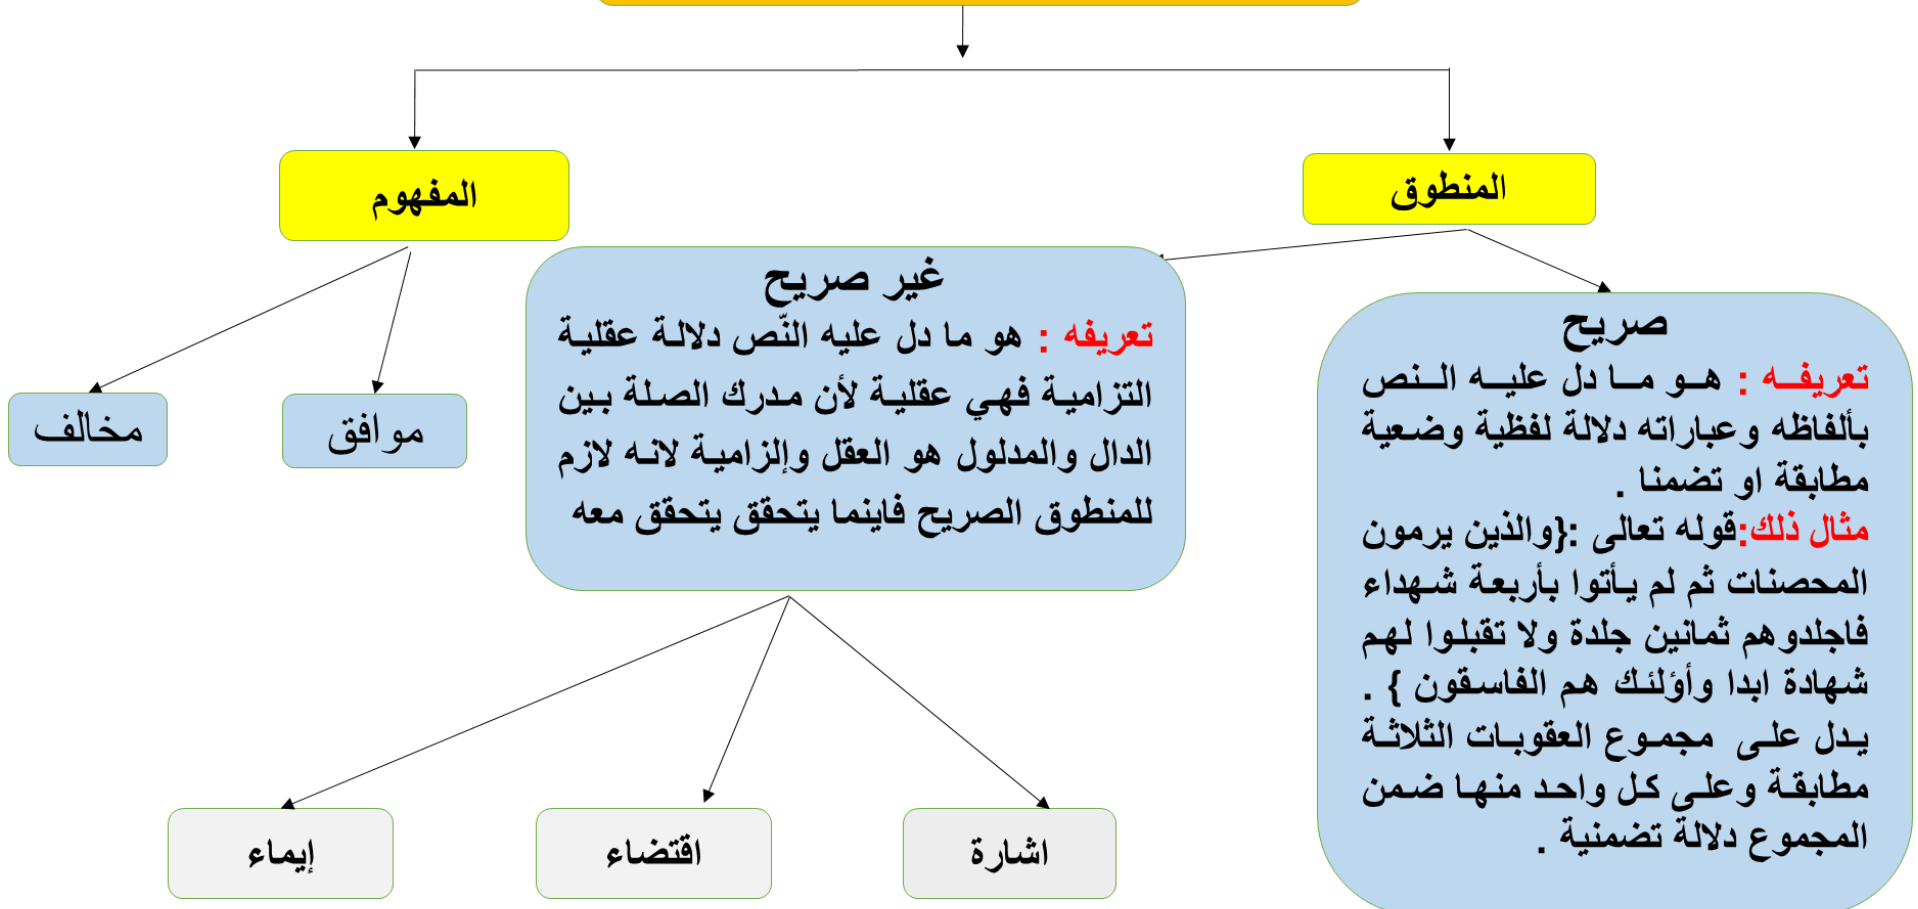 المنطوق
المفهوم
صريح
تعريفه : هو ما دل عليه النص
بألفاظه وعباراته دلالة لفظية وضعية
مطابقة او تضمنا .
مثال ذلك:قوله تعالى :{والذين يرمون
المحصنات ثم لم يأتوا بأربعة شهداء
فاجلدوهم ثمانين جلدة ولا تقبلوا لهم
شهادة ابدا وأؤلئك هم الفاسقون } .
يدل على مجموع العقوبات الثلاثة
مطابقة وعلى كل واحد منها ضمن
المجموع دلالة تضمنية .
غير صريح
تعريفه : هو ما دل عليه النّص دلالة عقلية
التزامية فهي عقلية لأن مدرك الصلة بين
الدال والمدلول هو العقل وإلزامية لانه لازم
للمنطوق الصريح فاينما يتحقق يتحقق معه
موافق
مخالف
اشارة
اقتضاء
إيماء